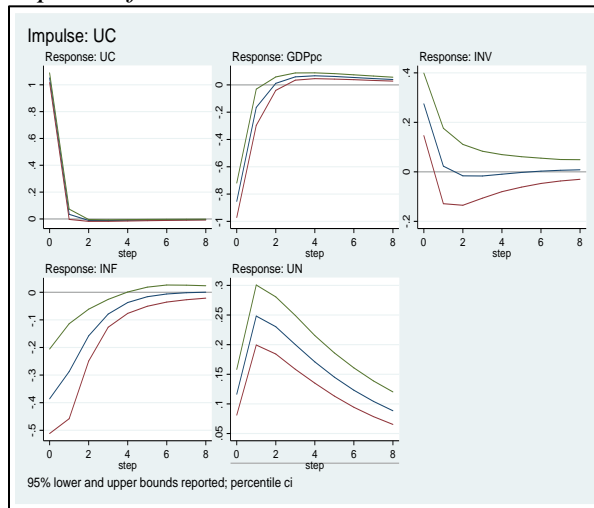 Impulse: UC
Response: UC
0 .2 .4 .6 .8 1
0 2 4 6 8
step
Response: GDPpc
-1 -.8 -.6 -.4 -.2 0
0 2 4 6 8
step
Response: INV
-.2 0 .2 .4
0 2 4 6 8
step
Response: INF
-.5 -.4 -.3 -.2 -.1 0
0 2 4 6 8
step
Response: UN
.05 .1 .15 .2 .25 .3
0 2 4 6 8
step
95% lower and upper bounds reported; percentile ci